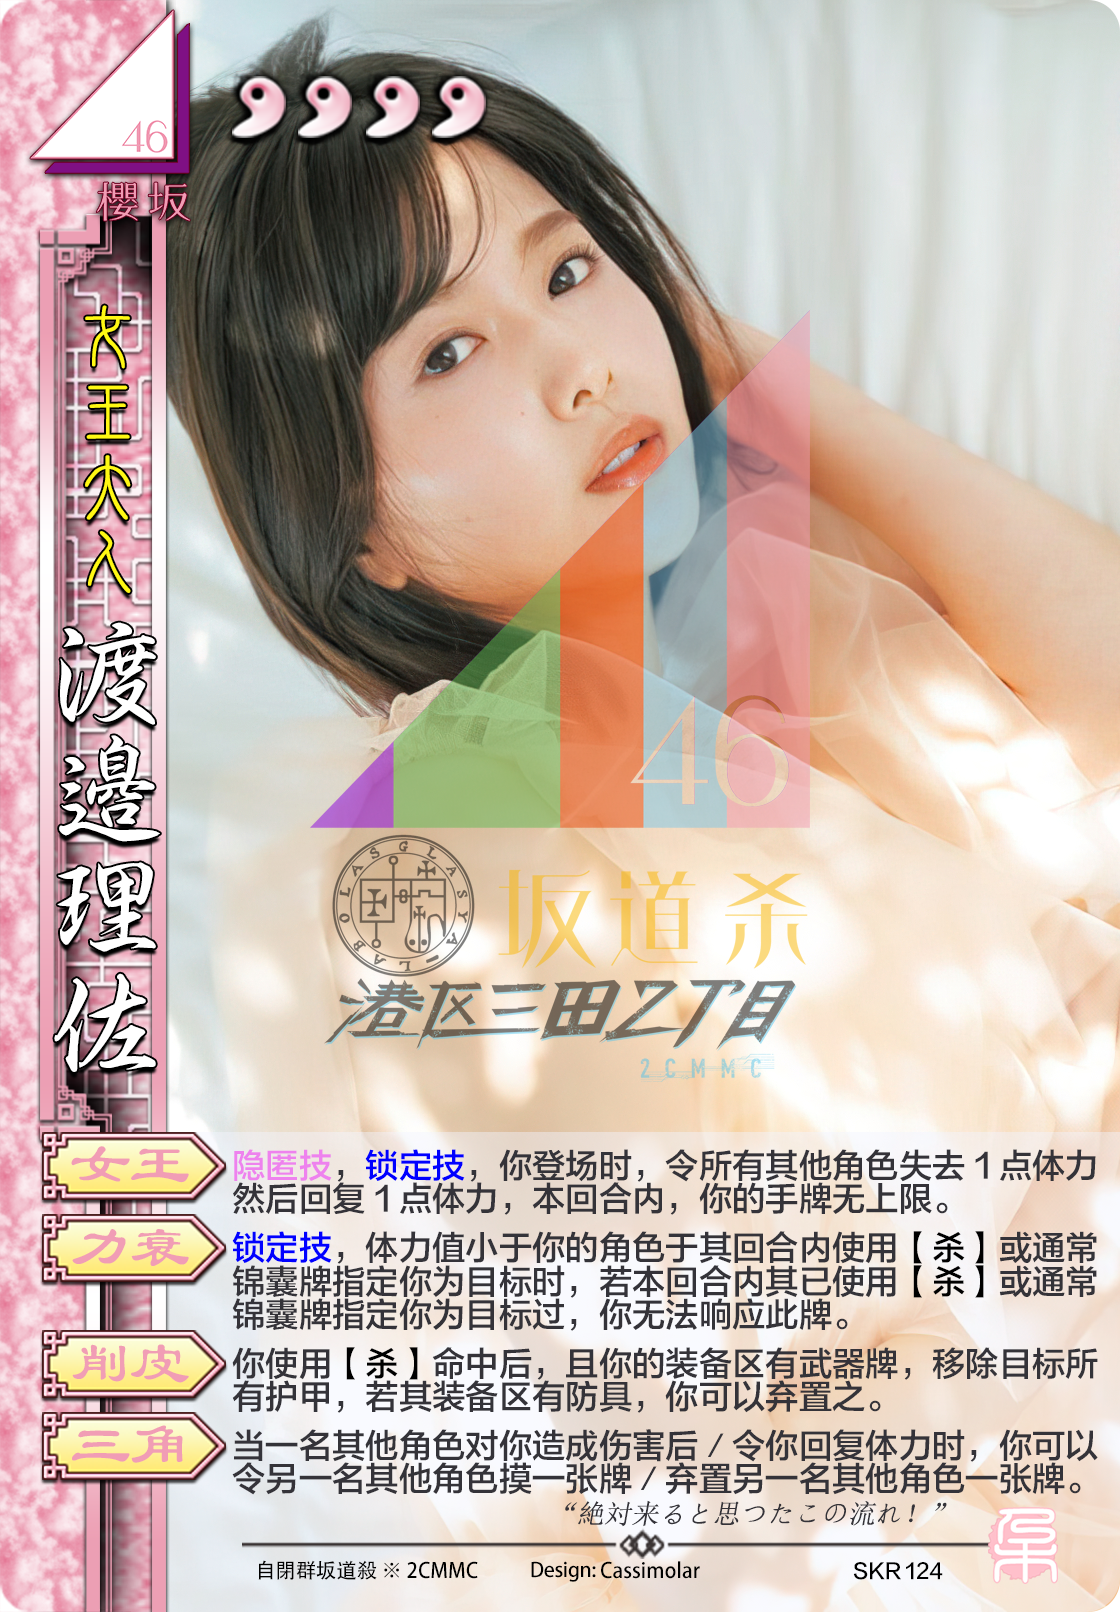 46
櫻坂
女王大人
渡邉理佐
46
GLASYA-LABOLAS
坂道杀
港区三田乙丁目
2CMMC
女王
隐匿技，锁定技，你登场时，令所有其他角色失去1点体力
然后回复1点体力，本回合内，你的手牌无上限。
力衰
锁定技，体力值小于你的角色于其回合内使用【杀】或通常
锦囊牌指定你为目标时，若本回合内其已使用【杀】或通常
锦囊牌指定你为目标过，你无法响应此牌。
削皮
你使用【杀】命中后，且你的装备区有武器牌，移除目标所
有护甲，若其装备区有防具，你可以弃置之。
三角
当一名其他角色对你造成伤害后／令你回复体力时，你可以
令另一名其他角色摸一张牌／弃置另一名其他角色一张牌。
“絶対来ると思つたこの流れ！”
自閉群坂道殺 ※ 2CMMC Design: Cassimolar SKR124